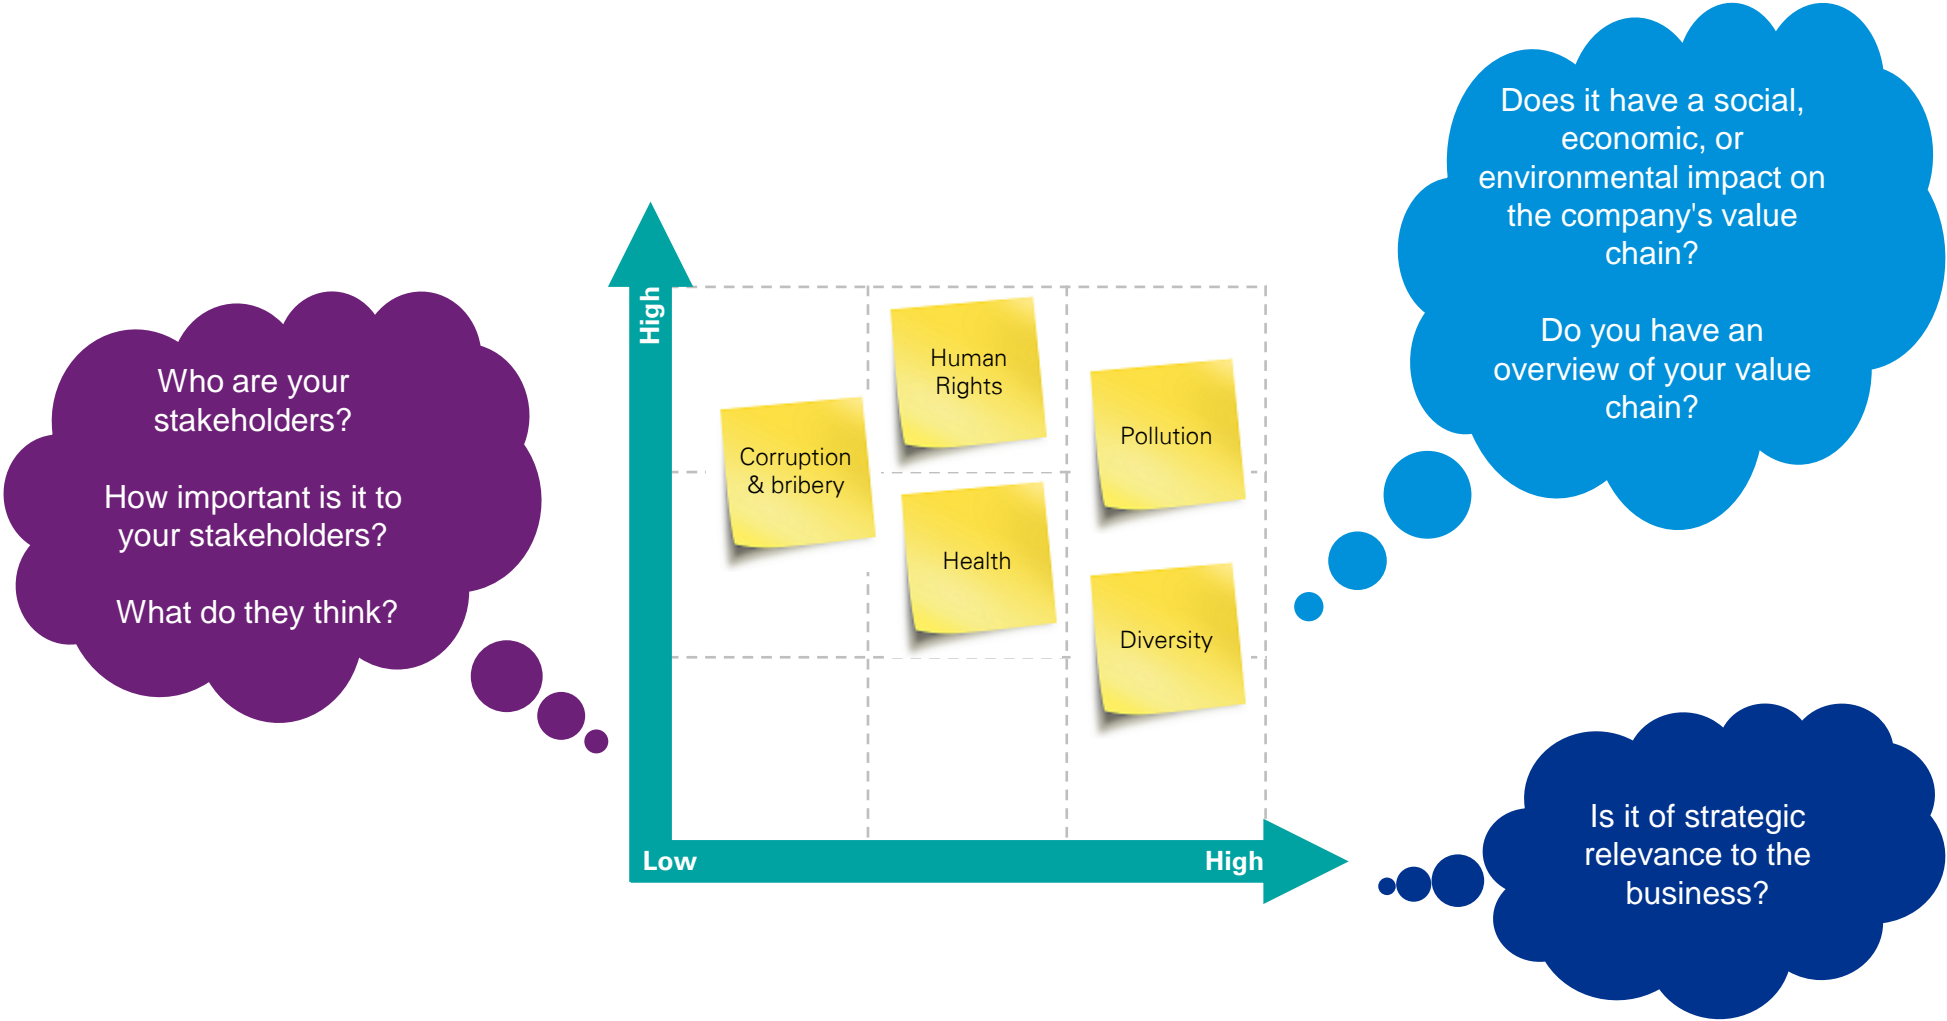 Who are your
stakeholders?
How important is it to
your stakeholders?
What do they think?
High
Human
Rights
Pollution
Corruption
& bribery
Health
Diversity
Low
High
Does it have a social,
economic, or
environmental impact on
the company's value
chain?
Do you have an
overview of your value
chain?
Is it of strategic
relevance to the
business?